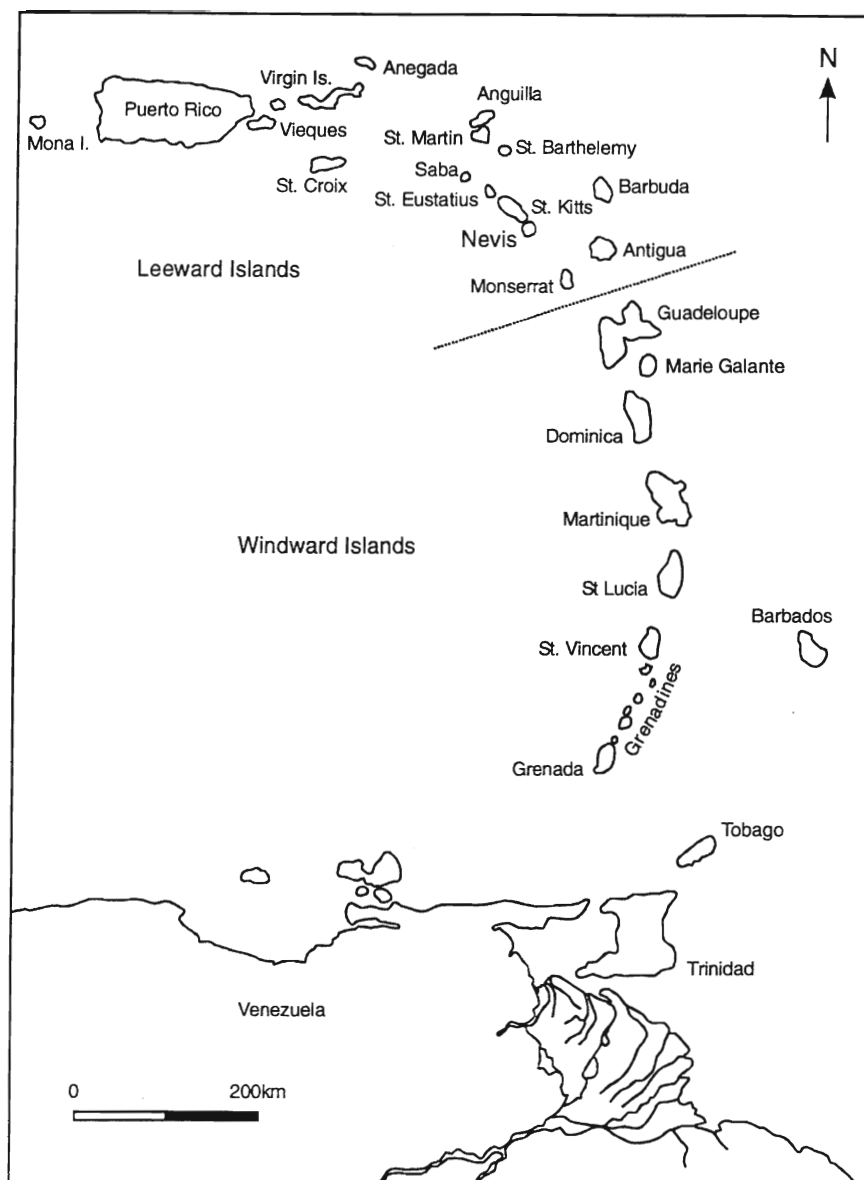 Anegada
N
Virgin Is.
Anguilla
Puerto Rico
Mona I.
Vieques
St. Martin
St. Barthelemy
Saba
St. Croix
St. Eustatius
St. Kitts
Barbuda
Nevis
Antigua
Leeward Islands
Monserrat
Guadeloupe
Marie Galante
Dominica
Martinique
Windward Islands
St Lucia
Barbados
St. Vincent
Grenadines
Grenada
Tobago
Trinidad
Venezuela
0 200km